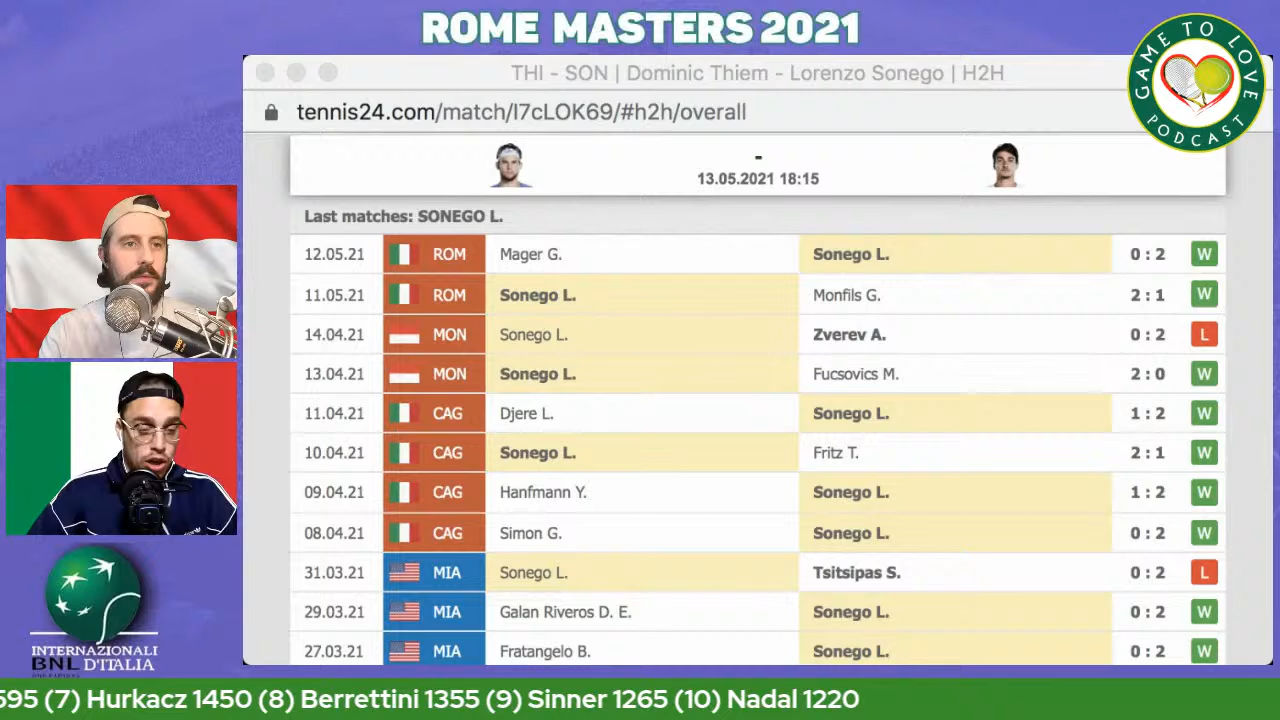 ROME MASTERS 2021
GAME TO LOVE
PODCAST
THI - SON | Dominic Thiem - Lorenzo Sonego | H2H
tennis24.com/match/I7cLOK69/#h2h/overall
-
13.05.2021 18:15
Last matches: SONEGO L.
12.05.21 ROM Mager G. Sonego L. 0 : 2 W
11.05.21 ROM Sonego L. Monfils G. 2 : 1 W
14.04.21 MON Sonego L. Zverev A. 0 : 2 L
13.04.21 MON Sonego L. Fucsovics M. 2 : 0 W
11.04.21 CAG Djere L. Sonego L. 1 : 2 W
10.04.21 CAG Sonego L. Fritz T. 2 : 1 W
09.04.21 CAG Hanfmann Y. Sonego L. 1 : 2 W
08.04.21 CAG Simon G. Sonego L. 0 : 2 W
31.03.21 MIA Sonego L. Tsitsipas S. 0 : 2 L
29.03.21 MIA Galan Riveros D. E. Sonego L. 0 : 2 W
27.03.21 MIA Fratangelo B. Sonego L. 0 : 2 W
INTERNAZIONALI
BNL D'ITALIA
595 (7) Hurkacz 1450 (8) Berrettini 1355 (9) Sinner 1265 (10) Nadal 1220